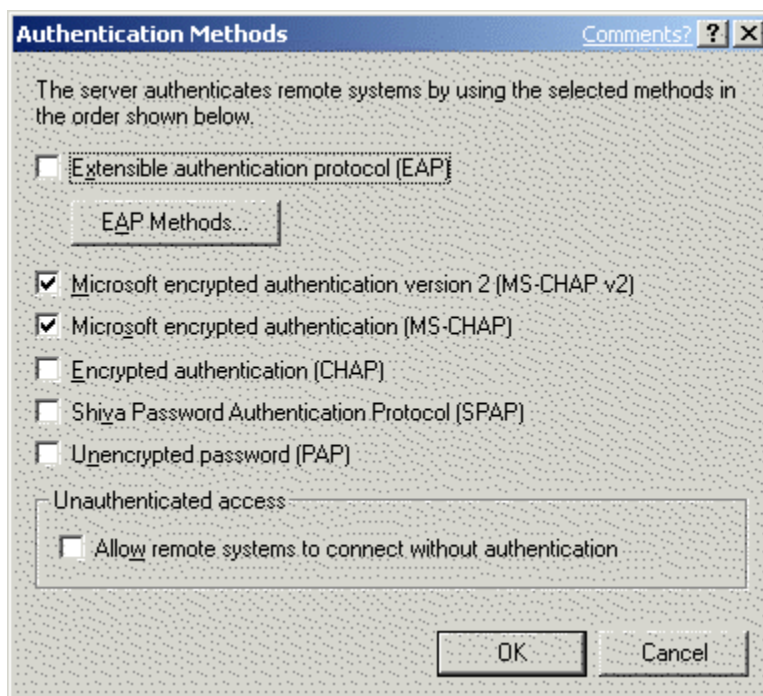 Authentication Methods Comments? ?
The server authenticates remote systems by using the selected methods in
the order shown below.
Extensible authentication protocol (EAP)
EAP Methods...
Microsoft encrypted authentication version 2 (MS-CHAP v2)
Microsoft encrypted authentication (MS-CHAP)
Encrypted authentication (CHAP)
Shiva Password Authentication Protocol (SPAP)
Unencrypted password (PAP)
Unauthenticated access
Allow remote systems to connect without authentication
OK Cancel